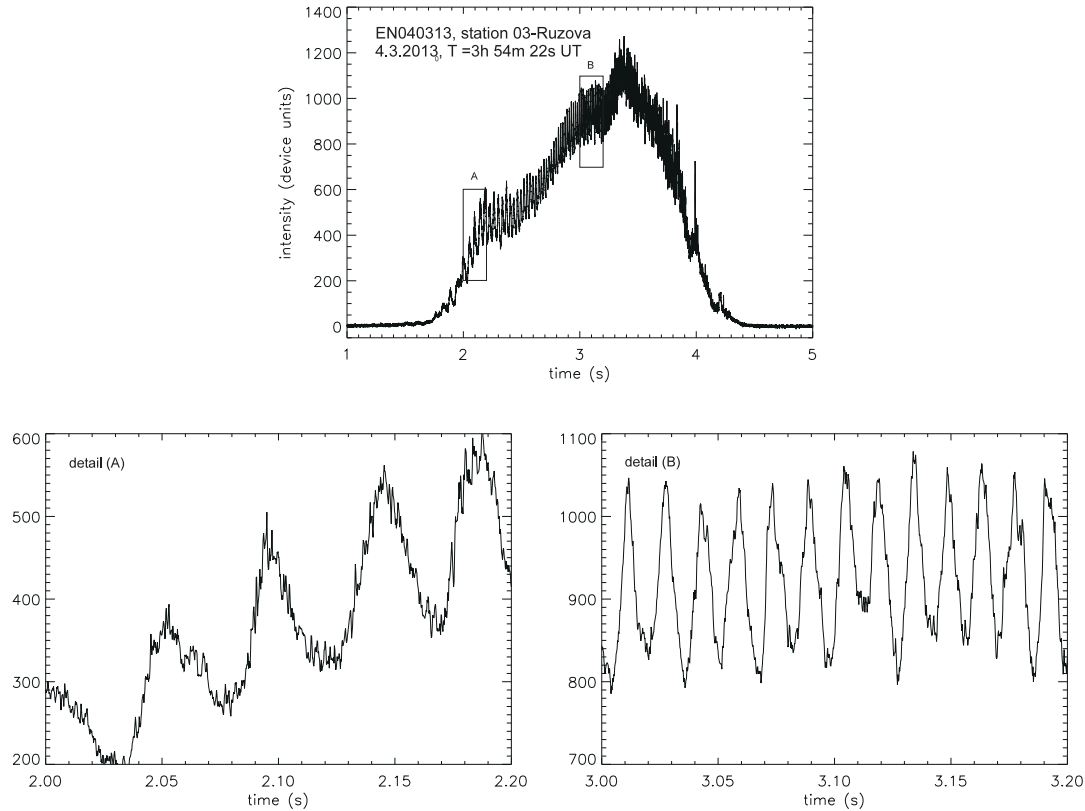 EN040313, station 03-Ruzova
4.3.2013, T₀ =3h 54m 22s UT
1400
1200
1000
800
600
400
200
0
intensity (device units)
A
B
1 2 3 4 5
time (s)
600
500
400
300
200
detail (A)
2.00 2.05 2.10 2.15 2.20
time (s)
1100
1000
900
800
700
detail (B)
3.00 3.05 3.10 3.15 3.20
time (s)